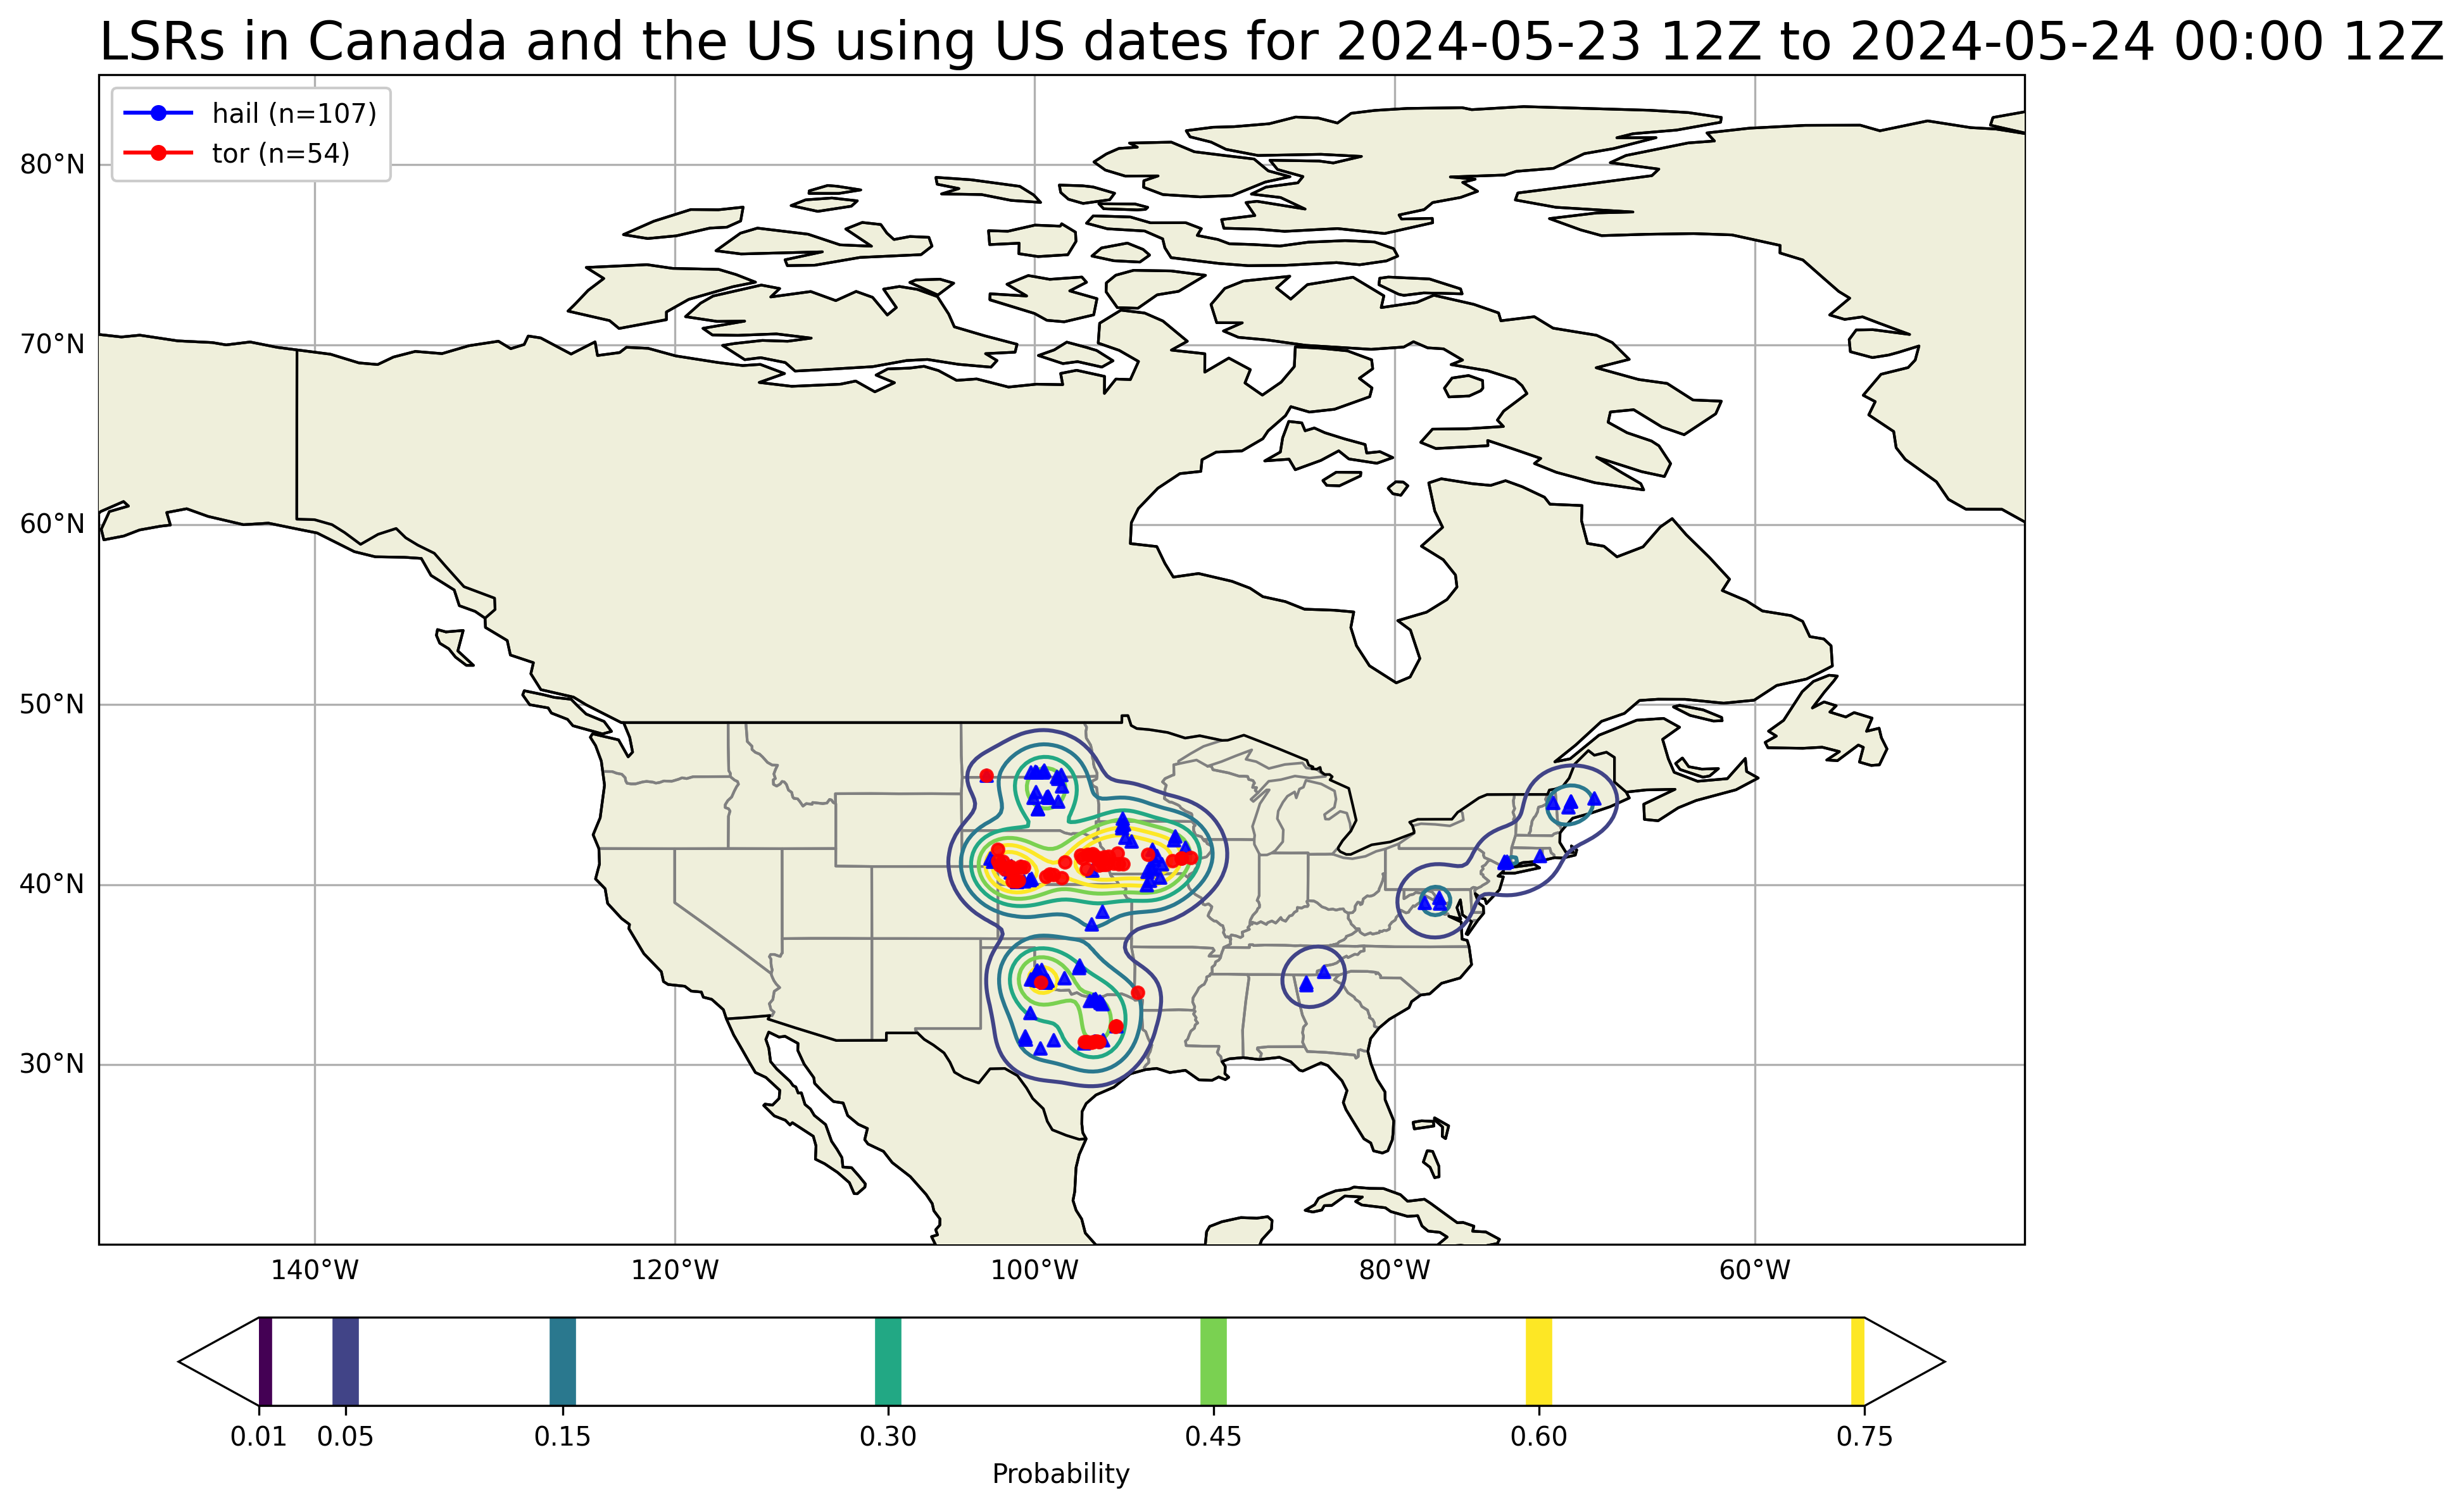 LSRs in Canada and the US using US dates for 2024-05-23 12Z to 2024-05-24 00:00 12Z
hail (n=107)
tor (n=54)
80°N
70°N
60°N
50°N
40°N
30°N
140°W 120°W 100°W 80°W 60°W
0.01 0.05 0.15 0.30 0.45 0.60 0.75
Probability